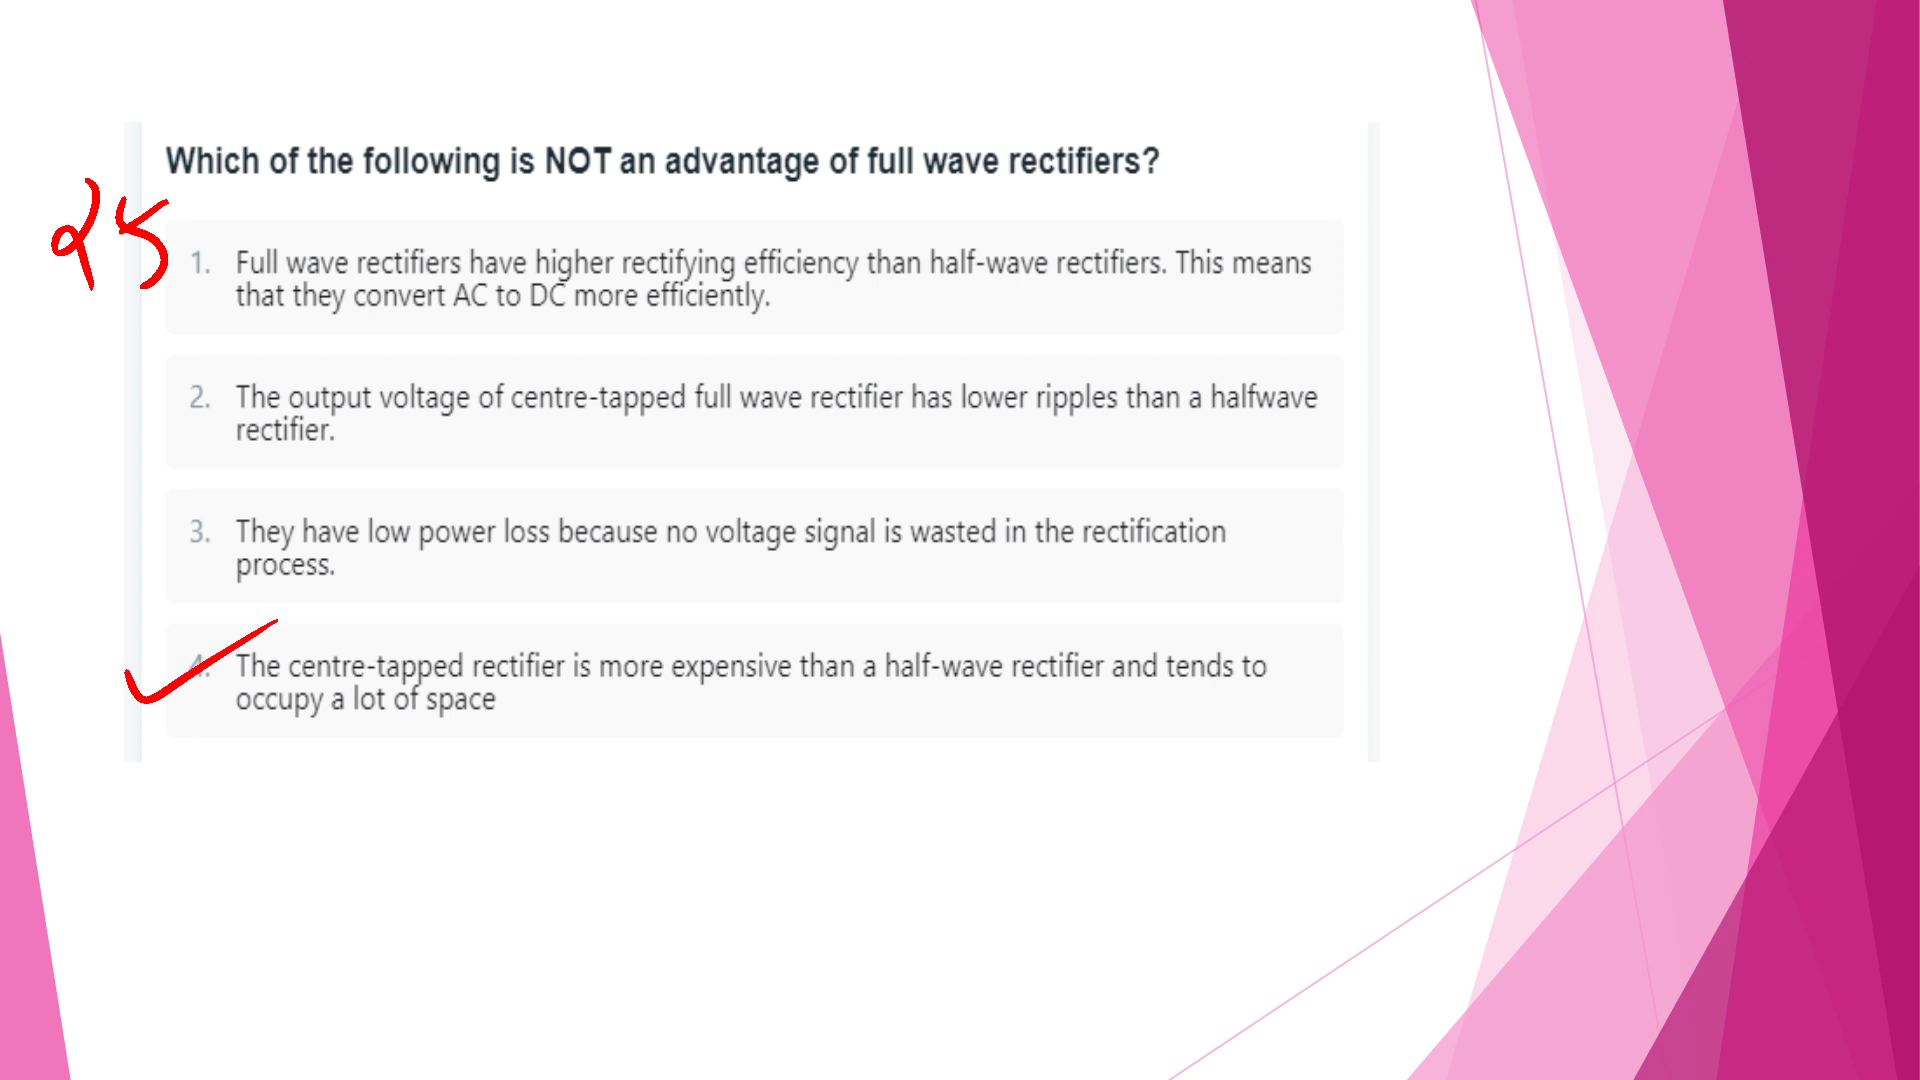 Which of the following is NOT an advantage of full wave rectifiers?
25
1. Full wave rectifiers have higher rectifying efficiency than half-wave rectifiers. This means
that they convert AC to DC more efficiently.
2. The output voltage of centre-tapped full wave rectifier has lower ripples than a halfwave
rectifier.
3. They have low power loss because no voltage signal is wasted in the rectification
process.
4. The centre-tapped rectifier is more expensive than a half-wave rectifier and tends to
occupy a lot of space